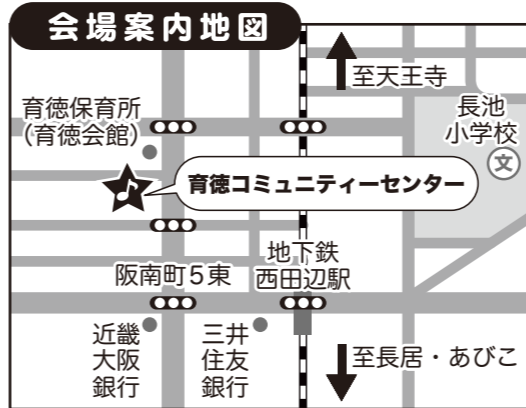 会場案内地図
至天王寺
育徳保育所
（育徳会館）
長池
小学校
文
育徳コミュニティーセンター
阪南町5東
地下鉄
西田辺駅
近畿
大阪
銀行
三井
住友
銀行
至長居・あびこ